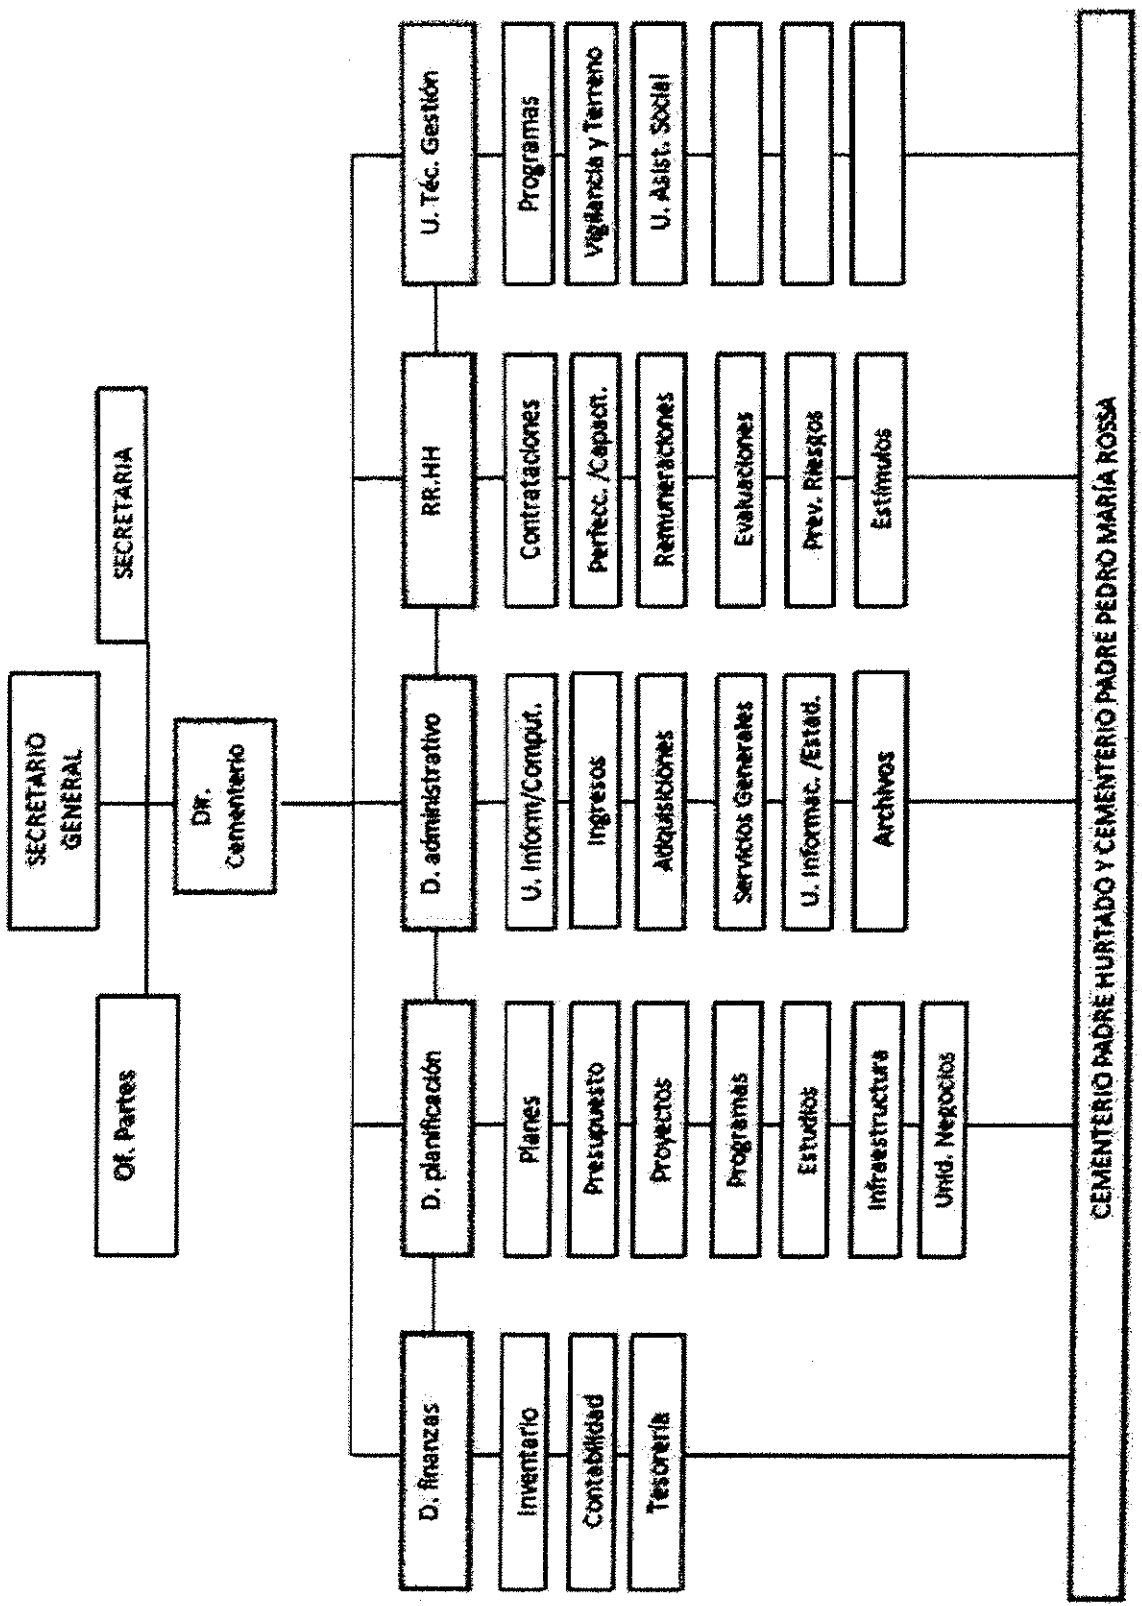 SECRETARIO
GENERAL
Of. Partes
SECRETARIA
Dir.
Cementerio
D. finanzas
Inventario
Contabilidad
Tesorería
D. planificación
Planes
Presupuesto
Proyectos
Programas
Estudios
Infraestructura
Unid. Negocios
D. administrativo
U. Inform/Comput.
Ingresos
Adquisiciones
Servicios Generales
U. Informac. /Estad.
Archivos
RR.HH
Contrataciones
Perfecc. /Capacit.
Remuneraciones
Evaluaciones
Prev. Riesgos
Estímulos
U. Téc. Gestión
Programas
Vigilancia y Terreno
U. Asist. Social
CEMENTERIO PADRE HURTADO Y CEMENTERIO PADRE PEDRO MARÍA ROSSA